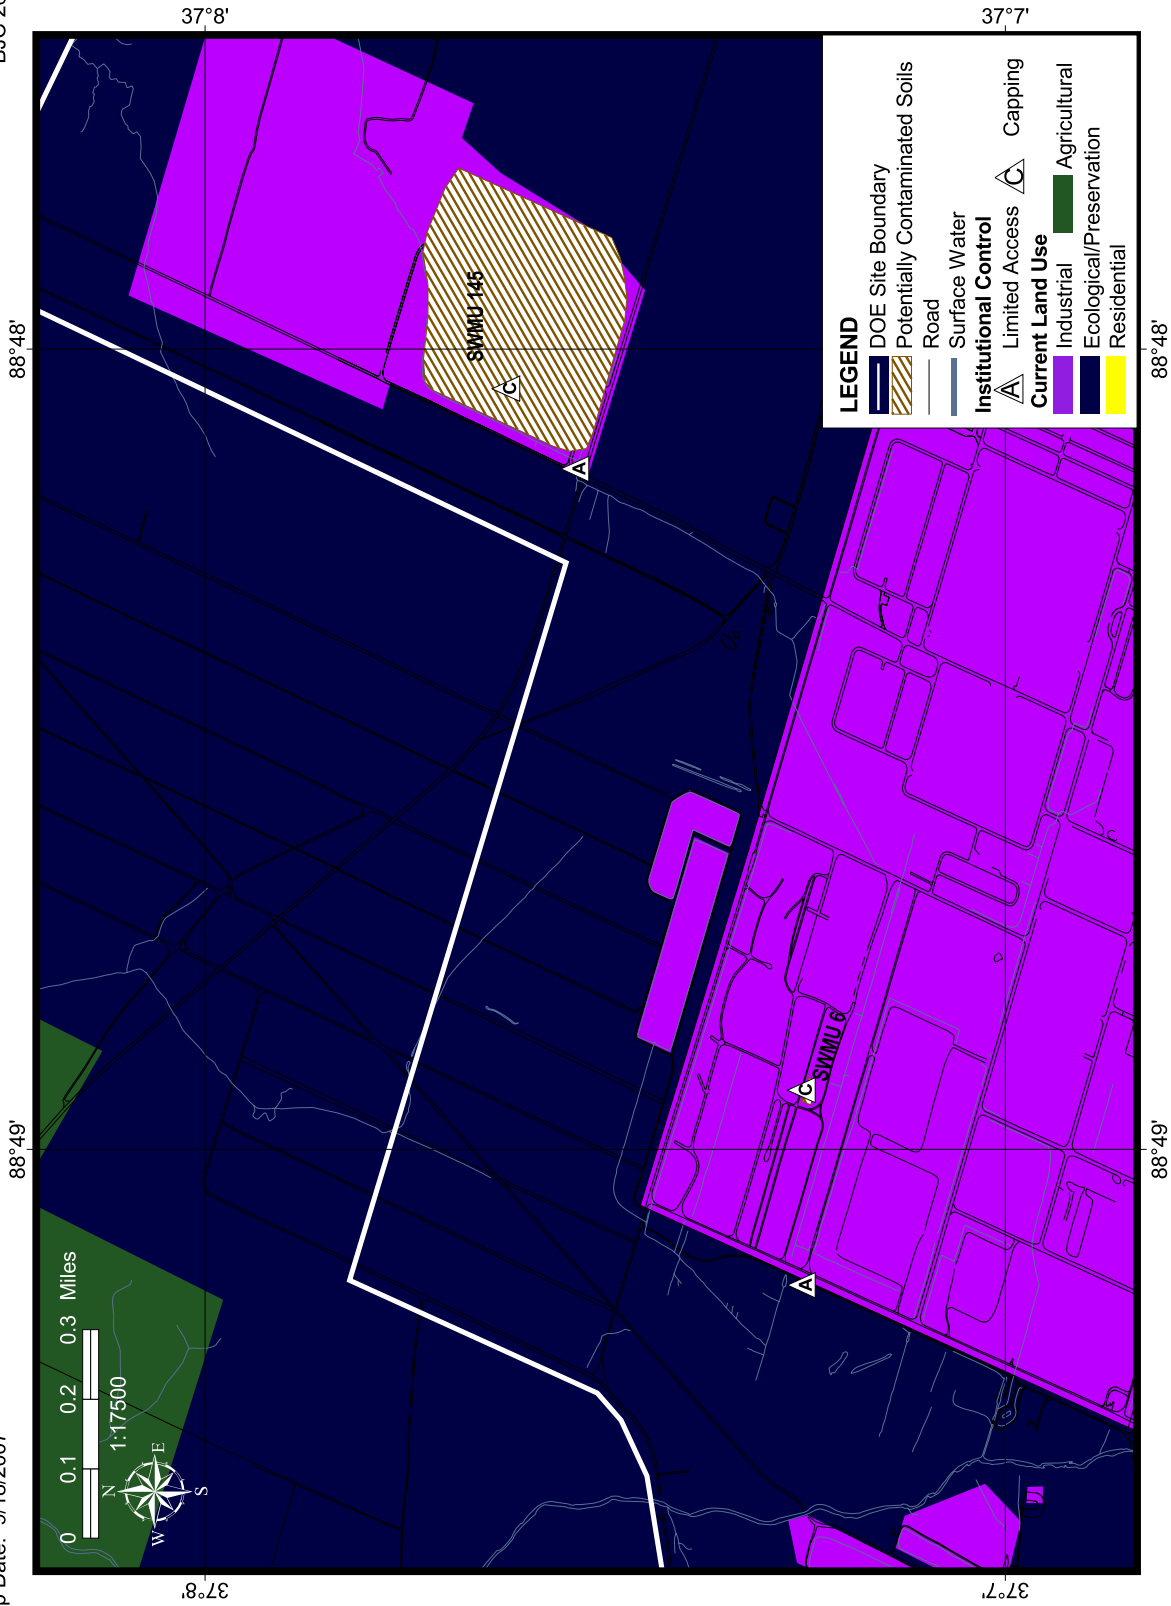 37°8'
37°7'
88°48'
88°48'
88°49'
88°49'
37°8'
37°7'
0 0.1 0.2 0.3 Miles
1:17500
N
W E
S
SWMU 145
C
A
SWMU 6
C
A
LEGEND
DOE Site Boundary
Potentially Contaminated Soils
Road
Surface Water
Institutional Control
A Limited Access C Capping
Current Land Use
Industrial Agricultural
Ecological/Preservation
Residential